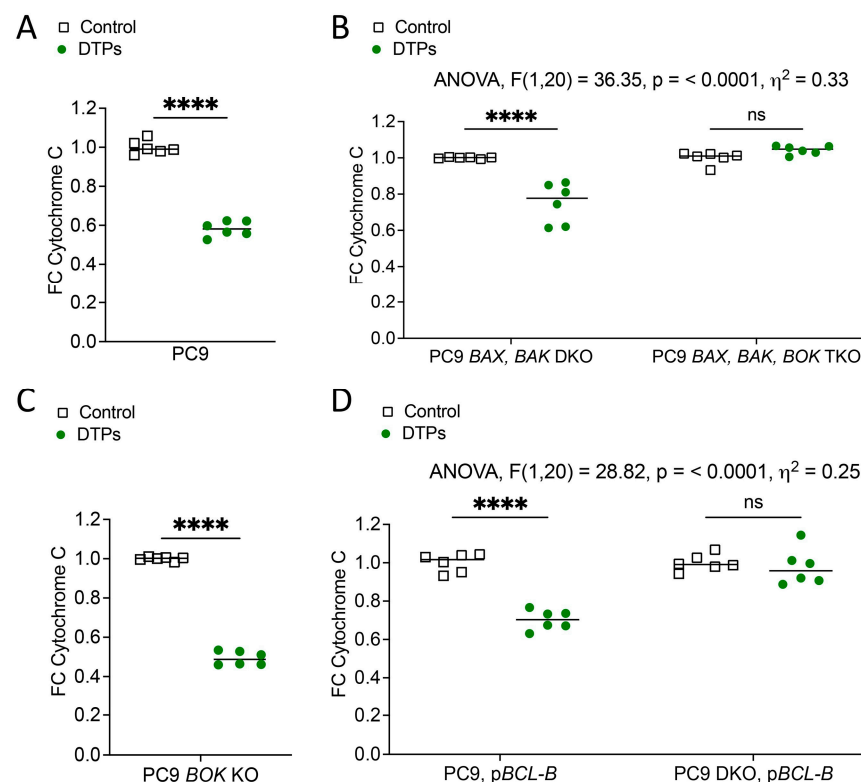 A
Control
DTPs
****
FC Cytochrome C
1.2
1.0
0.8
0.6
0.4
0.2
0.0
PC9
B
Control
DTPs
ANOVA, F(1,20) = 36.35, p = < 0.0001, η² = 0.33
**** ns
FC Cytochrome C
1.2
1.0
0.8
0.6
0.4
0.2
0.0
PC9 BAX, BAK DKO PC9 BAX, BAK, BOK TKO
C
Control
DTPs
****
FC Cytochrome C
1.2
1.0
0.8
0.6
0.4
0.2
0.0
PC9 BOK KO
D
Control
DTPs
ANOVA, F(1,20) = 28.82, p = < 0.0001, η² = 0.25
**** ns
FC Cytochrome C
1.2
1.0
0.8
0.6
0.4
0.2
0.0
PC9, pBCL-B PC9 DKO, pBCL-B